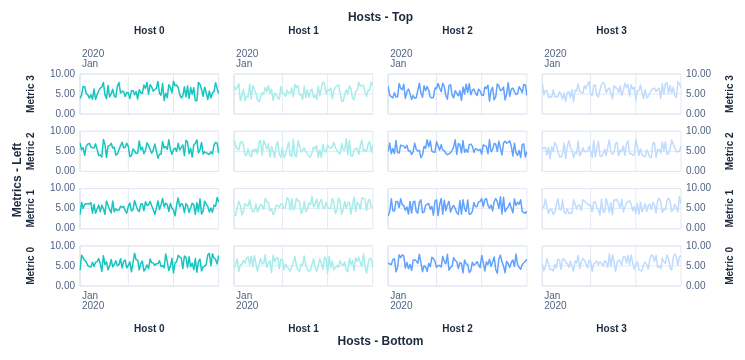 Hosts - Top
Host 0 Host 1 Host 2 Host 3
2020 2020 2020 2020
Jan Jan Jan Jan
Metrics - Left
Metric 3 10.00 5.00 0.00 10.00 5.00 0.00 Metric 3
Metric 2 10.00 5.00 0.00 10.00 5.00 0.00 Metric 2
Metric 1 10.00 5.00 0.00 10.00 5.00 0.00 Metric 1
Metric 0 10.00 5.00 0.00 10.00 5.00 0.00 Metric 0
Jan Jan Jan Jan
2020 2020 2020 2020
Host 0 Host 1 Host 2 Host 3
Hosts - Bottom